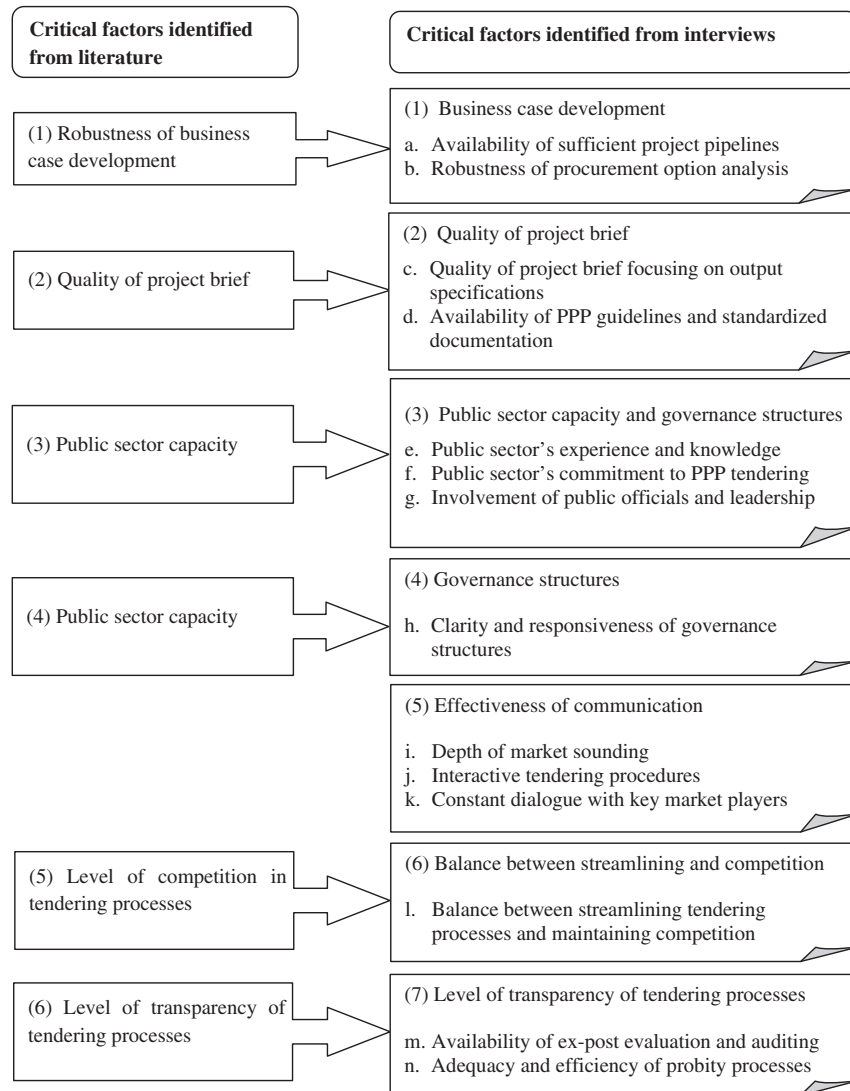 Critical factors identified
from literature
Critical factors identified from interviews
(1) Robustness of business
case development
(1) Business case development
a. Availability of sufficient project pipelines
b. Robustness of procurement option analysis
(2) Quality of project brief
(2) Quality of project brief
c. Quality of project brief focusing on output
specifications
d. Availability of PPP guidelines and standardized
documentation
(3) Public sector capacity
(3) Public sector capacity and governance structures
e. Public sector's experience and knowledge
f. Public sector's commitment to PPP tendering
g. Involvement of public officials and leadership
(4) Public sector capacity
(4) Governance structures
h. Clarity and responsiveness of governance
structures
(5) Effectiveness of communication
i. Depth of market sounding
j. Interactive tendering procedures
k. Constant dialogue with key market players
(5) Level of competition in
tendering processes
(6) Balance between streamlining and competition
l. Balance between streamlining tendering
processes and maintaining competition
(6) Level of transparency of
tendering processes
(7) Level of transparency of tendering processes
m. Availability of ex-post evaluation and auditing
n. Adequacy and efficiency of probity processes